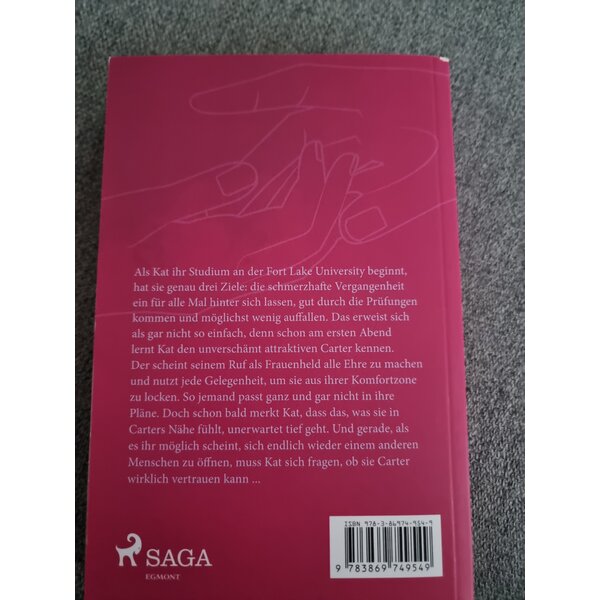 Als Kat ihr Studium an der Fort Lake University beginnt,
hat sie genau drei Ziele: die schmerzhafte Vergangenheit
ein für alle Mal hinter sich lassen, gut durch die Prüfungen
kommen und möglichst wenig auffallen. Das erweist sich
als gar nicht so einfach, denn schon am ersten Abend
lernt Kat den unverschämt attraktiven Carter kennen.
Der scheint seinem Ruf als Frauenheld alle Ehre zu machen
und nutzt jede Gelegenheit, um sie aus ihrer Komfortzone
zu locken. So jemand passt ganz und gar nicht in ihre
Pläne. Doch schon bald merkt Kat, dass das, was sie in
Carters Nähe fühlt, unerwartet tief geht. Und gerade, als
es ihr möglich scheint, sich endlich wieder einem anderen
Menschen zu öffnen, muss Kat sich fragen, ob sie Carter
wirklich vertrauen kann ...
ISBN 978-3-86974-954-9
9 783869 749549
SAGA
EGMONT